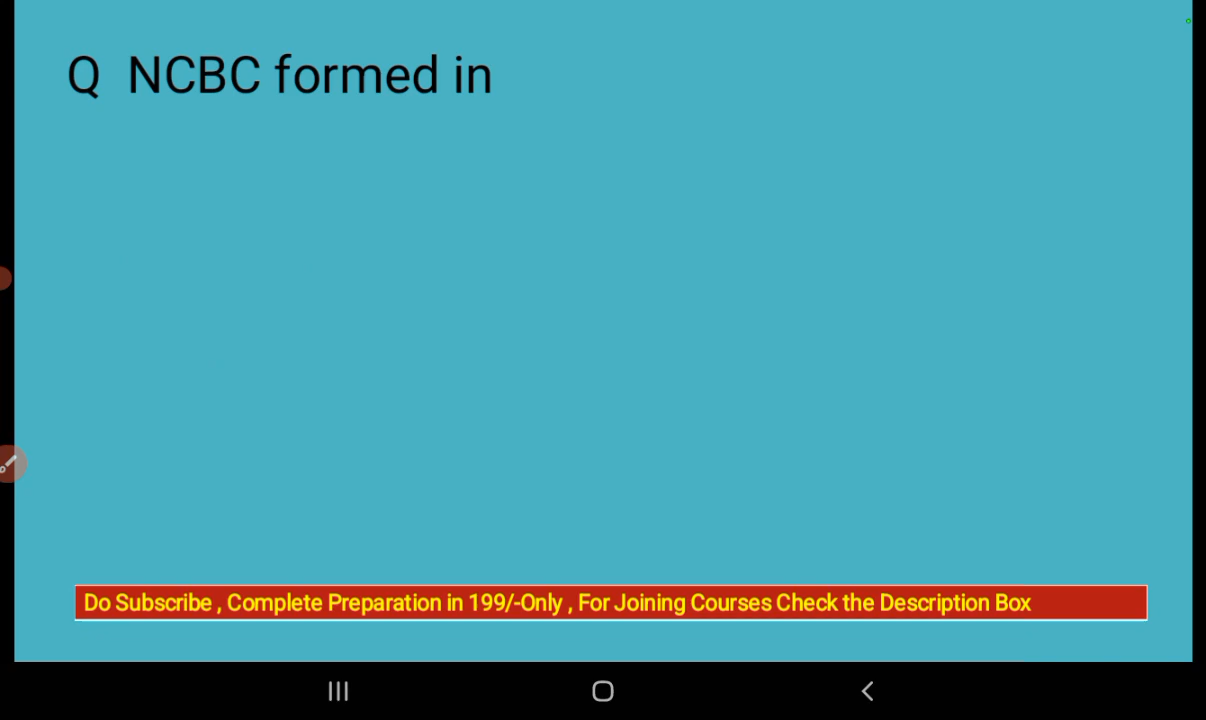 Q NCBC formed in
Do Subscribe , Complete Preparation in 199/-Only , For Joining Courses Check the Description Box